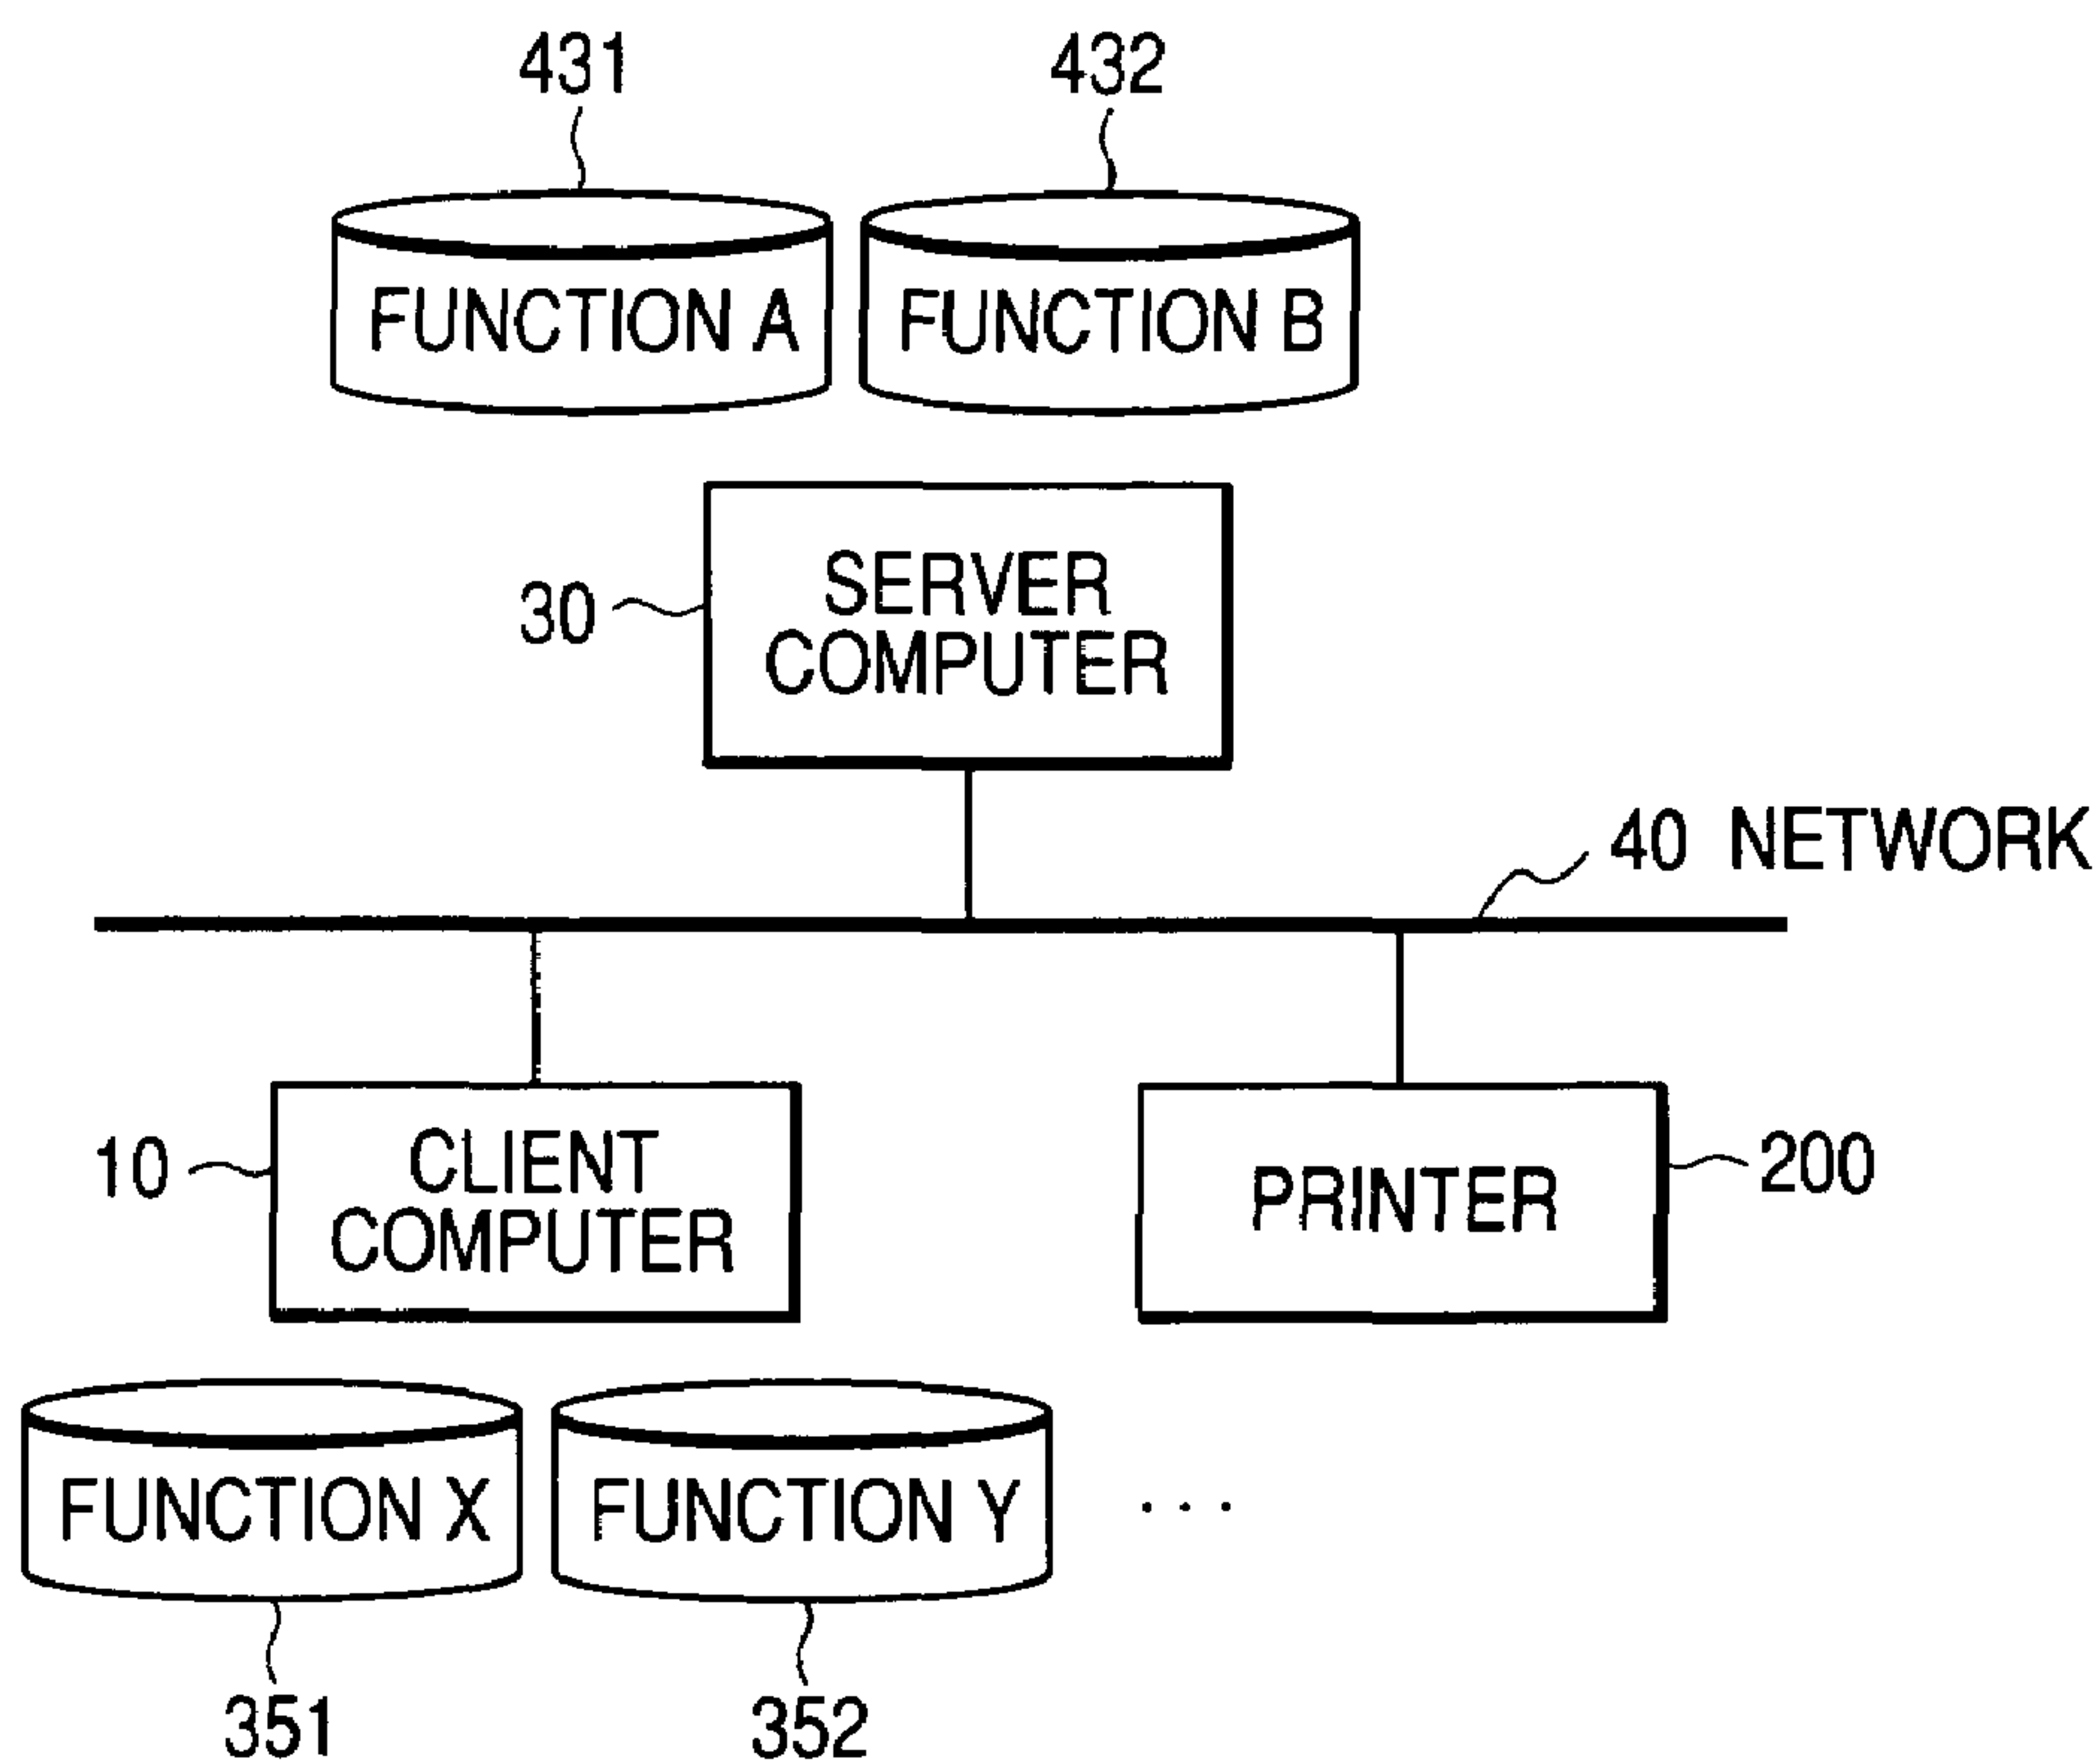 431
432
FUNCTION A
FUNCTION B
SERVER
COMPUTER
30
40 NETWORK
10
CLIENT
COMPUTER
PRINTER
200
FUNCTION X
FUNCTION Y
. . .
351
352